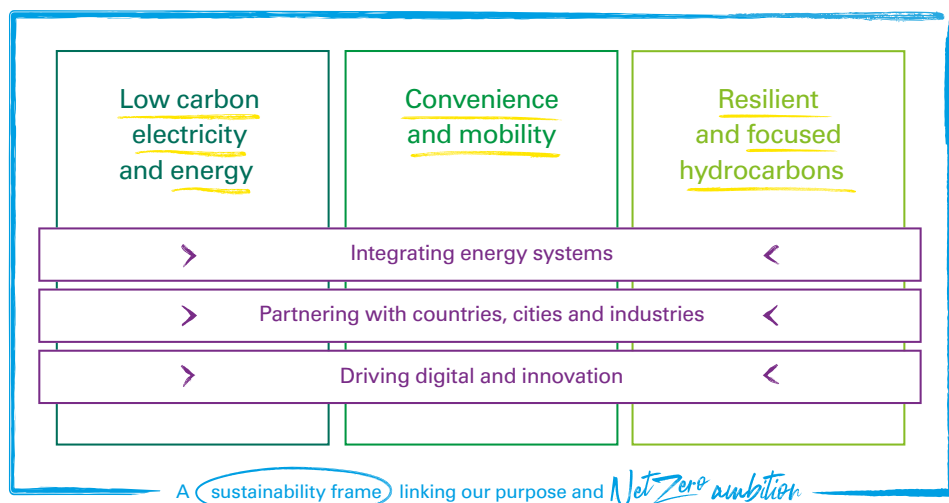 Low carbon
electricity
and energy
Convenience
and mobility
Resilient
and focused
hydrocarbons
Integrating energy systems
Partnering with countries, cities and industries
Driving digital and innovation
A sustainability frame linking our purpose and Net Zero ambition